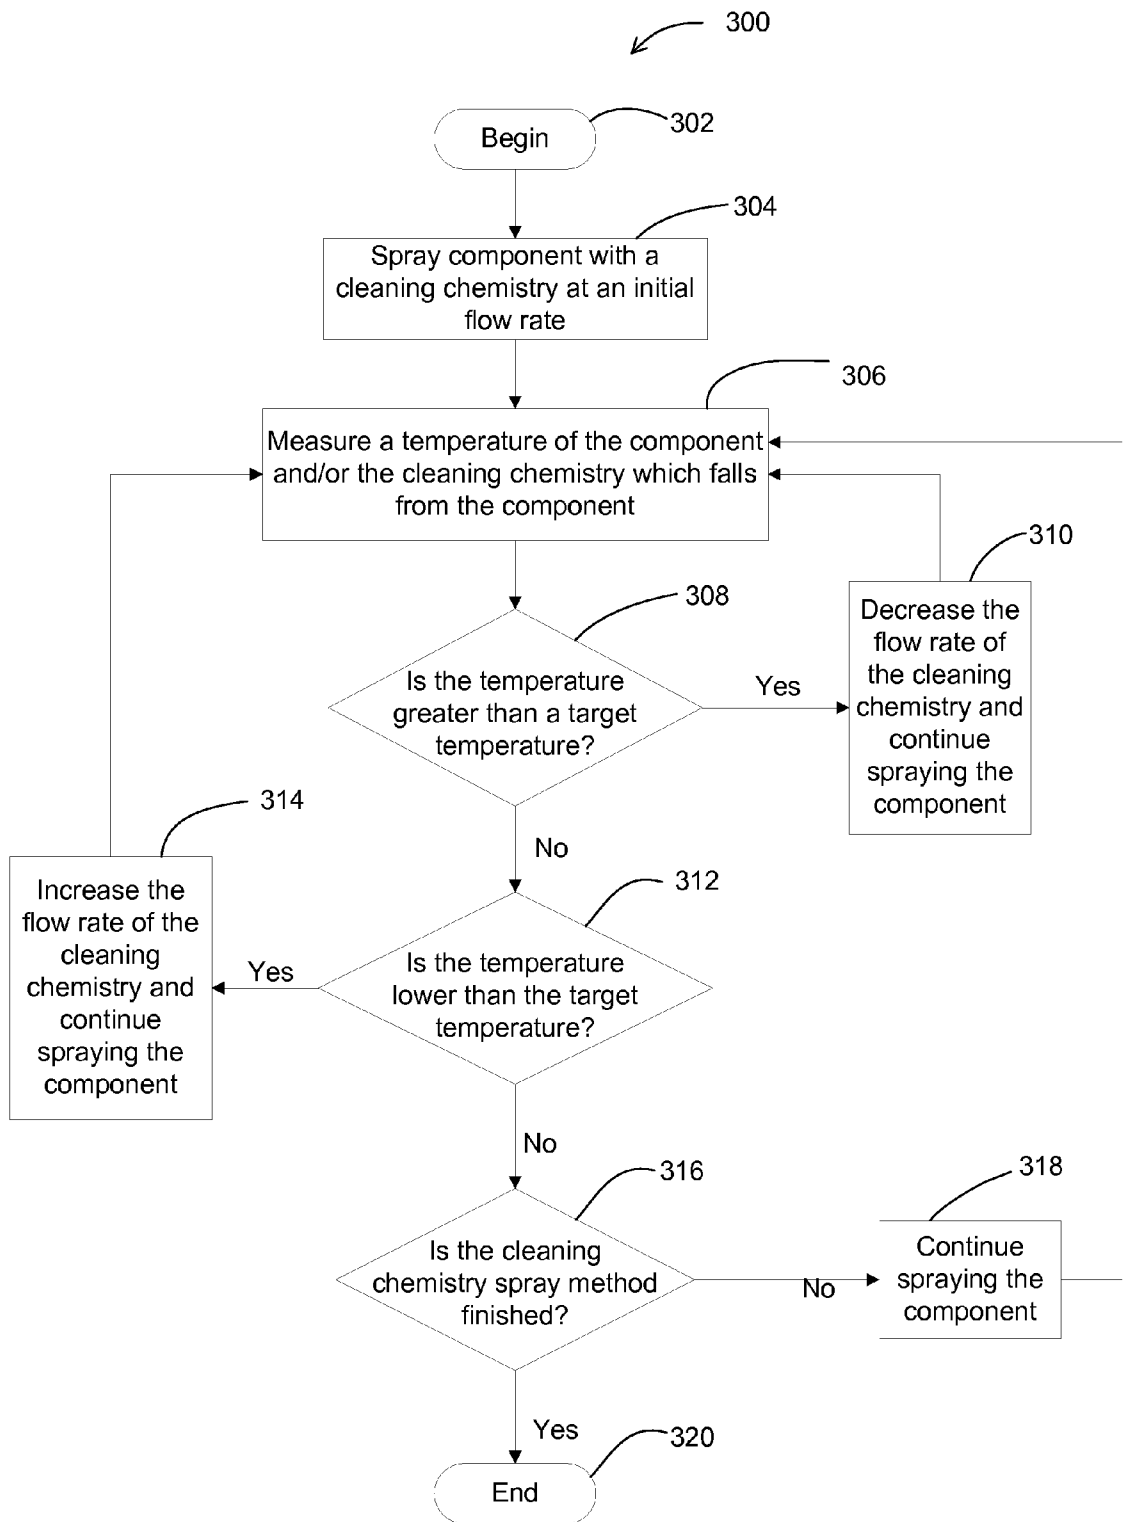 300
Begin
302
304
Spray component with a
cleaning chemistry at an initial
flow rate
306
Measure a temperature of the component
and/or the cleaning chemistry which falls
from the component
310
308
Decrease the
flow rate of
the cleaning
chemistry and
continue
spraying the
component
Is the temperature
greater than a target
temperature?
Yes
314
No
312
Increase the
flow rate of the
cleaning
chemistry and
continue
spraying the
component
Yes
Is the temperature
lower than the target
temperature?
No
316
318
Is the cleaning
chemistry spray method
finished?
No
Continue
spraying the
component
Yes
320
End